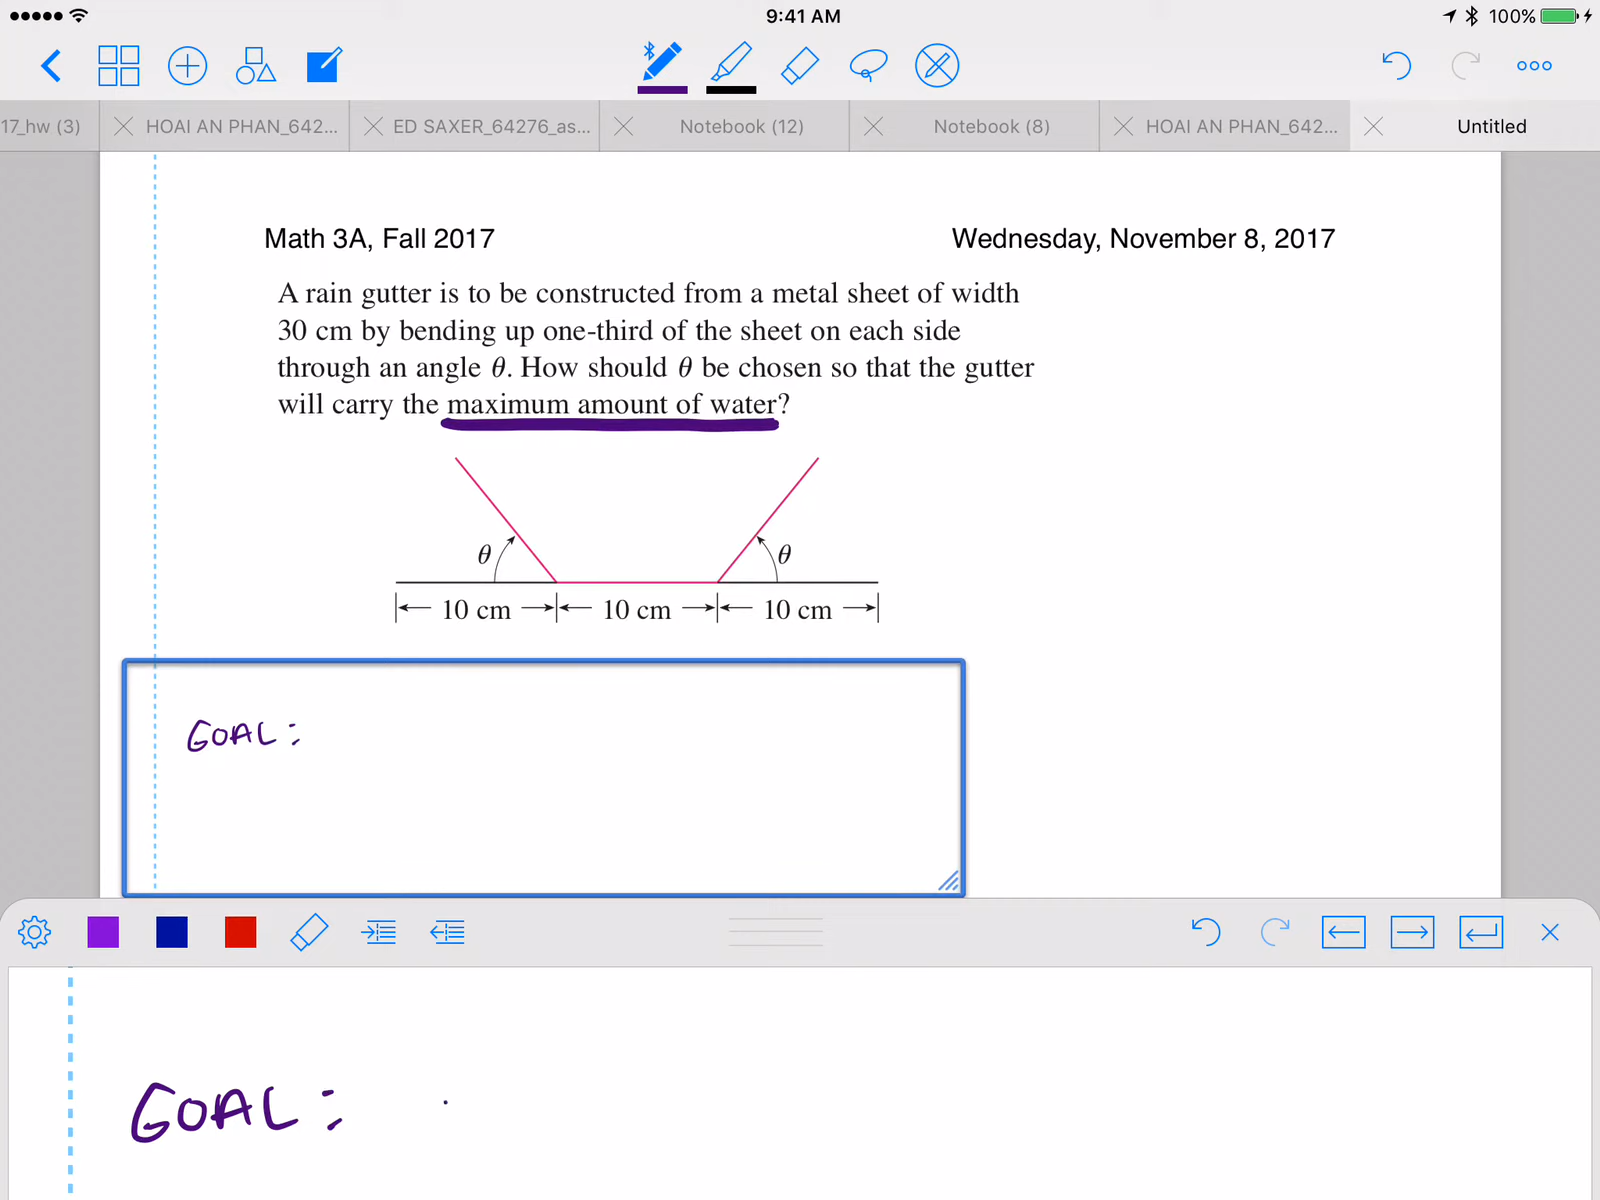 9:41 AM
100%
17_hw (3)
HOAI AN PHAN_642...
ED SAXER_64276_as...
Notebook (12)
Notebook (8)
HOAI AN PHAN_642...
Untitled
Math 3A, Fall 2017
Wednesday, November 8, 2017
A rain gutter is to be constructed from a metal sheet of width
30 cm by bending up one-third of the sheet on each side
through an angle θ. How should θ be chosen so that the gutter
will carry the maximum amount of water?
θ
θ
10 cm
10 cm
10 cm
GOAL:
GOAL: